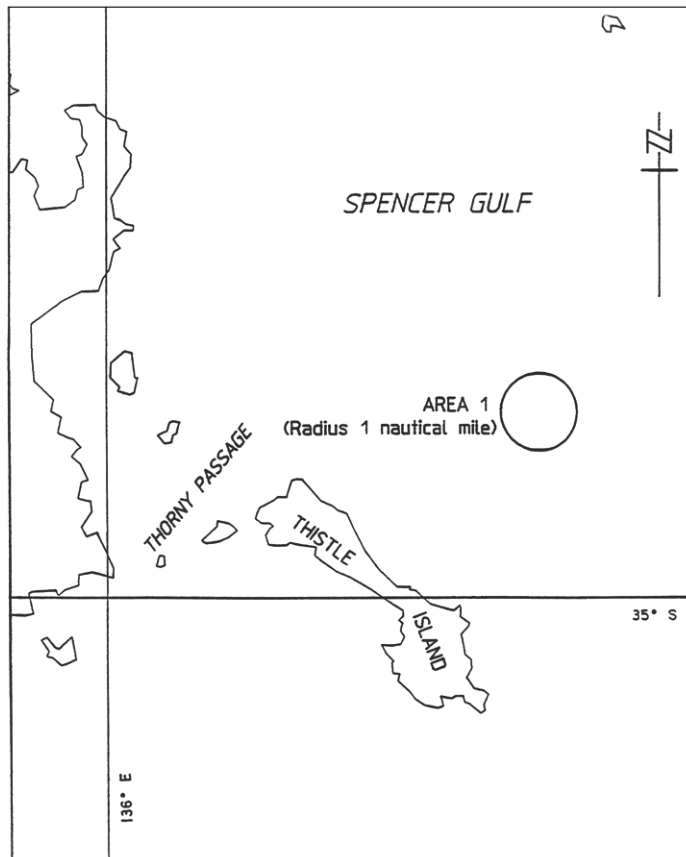 N
SPENCER GULF
AREA 1
(Radius 1 nautical mile)
THORNY PASSAGE
THISTLE
ISLAND
35° S
136° E